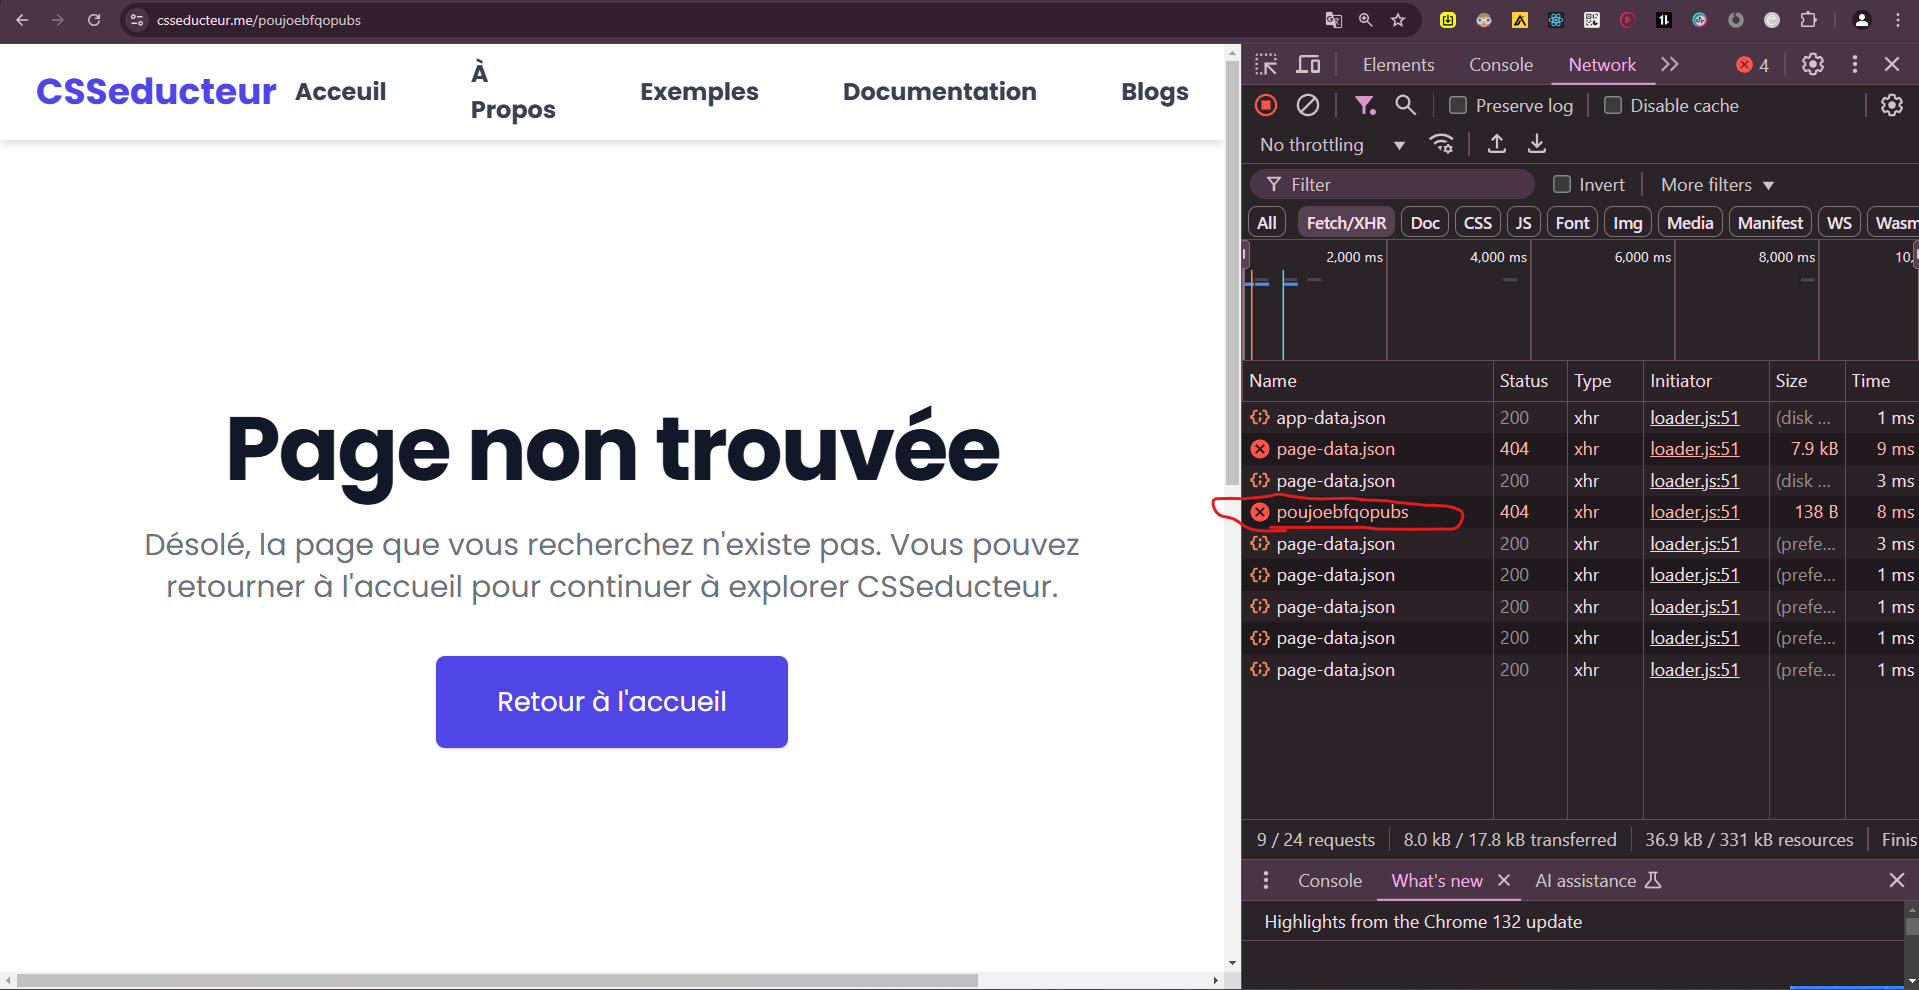 csseducteur.me/poujoebfqopubs
CSSeducteur
Acceuil
À
Propos
Exemples
Documentation
Blogs
Page non trouvée
Désolé, la page que vous recherchez n'existe pas. Vous pouvez
retourner à l'accueil pour continuer à explorer CSSeducteur.
Retour à l'accueil
Elements Console Network 4
Preserve log Disable cache
No throttling
Filter Invert More filters
All Fetch/XHR Doc CSS JS Font Img Media Manifest WS Wasm
2,000 ms 4,000 ms 6,000 ms 8,000 ms 10,
Name Status Type Initiator Size Time
app-data.json 200 xhr loader.js:51 (disk ... 1 ms
page-data.json 404 xhr loader.js:51 7.9 kB 9 ms
page-data.json 200 xhr loader.js:51 (disk ... 3 ms
poujoebfqopubs 404 xhr loader.js:51 138 B 8 ms
page-data.json 200 xhr loader.js:51 (prefe... 3 ms
page-data.json 200 xhr loader.js:51 (prefe... 1 ms
page-data.json 200 xhr loader.js:51 (prefe... 1 ms
page-data.json 200 xhr loader.js:51 (prefe... 1 ms
page-data.json 200 xhr loader.js:51 (prefe... 1 ms
9 / 24 requests 8.0 kB / 17.8 kB transferred 36.9 kB / 331 kB resources Finis
Console What's new AI assistance
Highlights from the Chrome 132 update